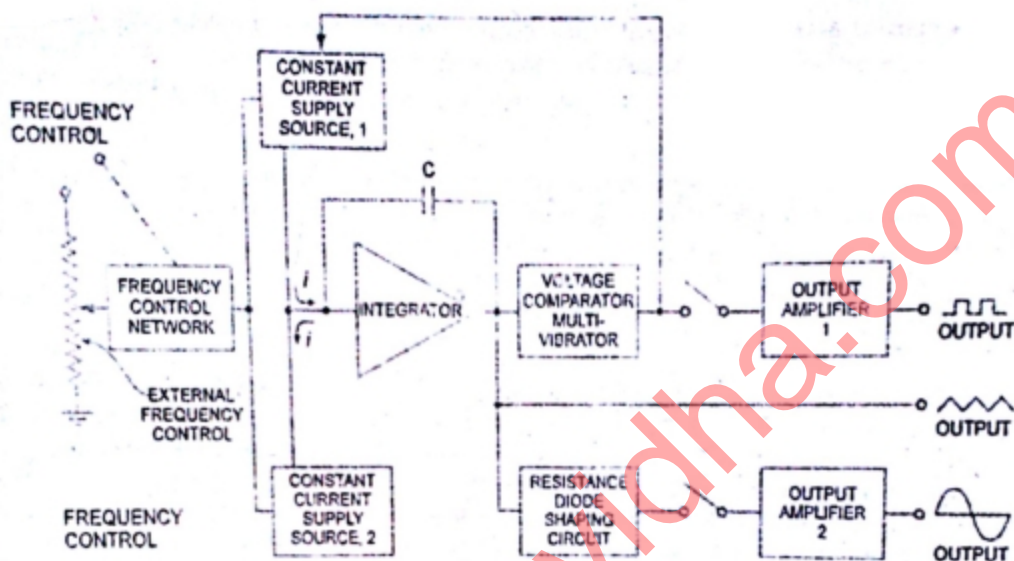 CONSTANT
CURRENT
SUPPLY
SOURCE, 1
FREQUENCY
CONTROL
C
FREQUENCY
CONTROL
NETWORK
i
i
INTEGRATOR
VOLTAGE
COMPARATOR
MULTI-
VIBRATOR
OUTPUT
AMPLIFIER
1
OUTPUT
EXTERNAL
FREQUENCY
CONTROL
OUTPUT
CONSTANT
CURRENT
SUPPLY
SOURCE, 2
RESISTANCE
DIODE
SHAPING
CIRCUIT
OUTPUT
AMPLIFIER
2
OUTPUT
FREQUENCY
CONTROL
vidha.com